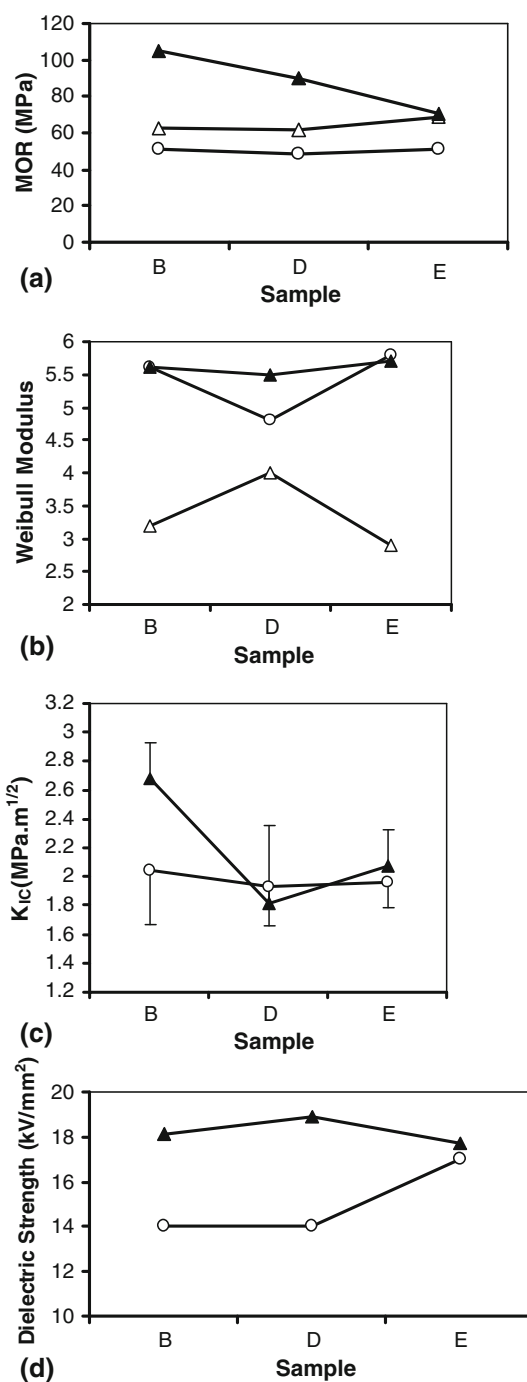 120
100
80
60
40
20
0
MOR (MPa)
B D E
Sample
(a)
6
5.5
5
4.5
4
3.5
3
2.5
2
Weibull Modulus
B D E
Sample
(b)
3.2
3
2.8
2.6
2.4
2.2
2
1.8
1.6
1.4
1.2
K_IC(MPa.m^1/2)
B D E
Sample
(c)
20
18
16
14
12
10
Dielectric Strength (kV/mm²)
B D E
Sample
(d)